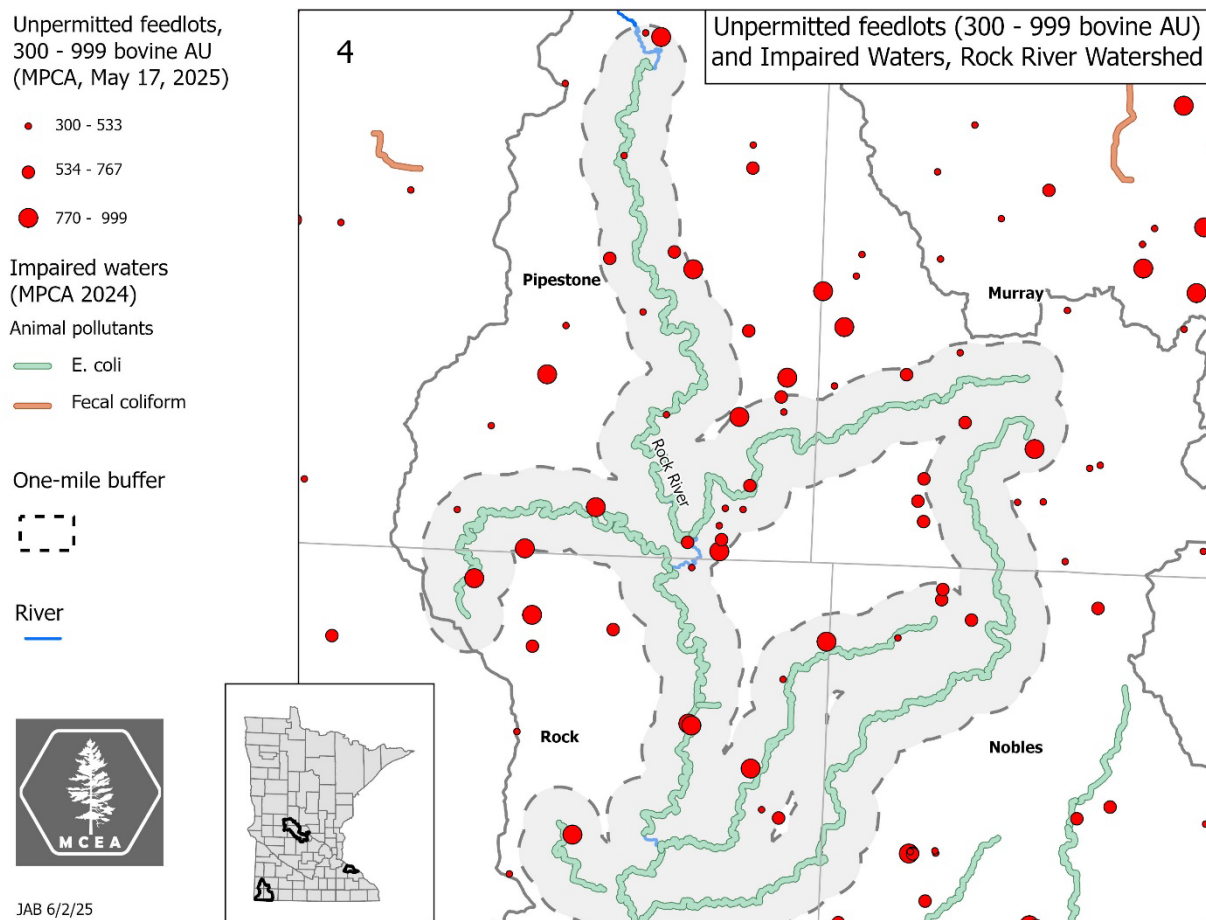 Unpermitted feedlots,
300 - 999 bovine AU
(MPCA, May 17, 2025)
300 - 533
534 - 767
770 - 999
Impaired waters
(MPCA 2024)
Animal pollutants
E. coli
Fecal coliform
One-mile buffer
River
MCEA
JAB 6/2/25
4
Unpermitted feedlots (300 - 999 bovine AU)
and Impaired Waters, Rock River Watershed
Pipestone
Murray
Rock River
Rock
Nobles